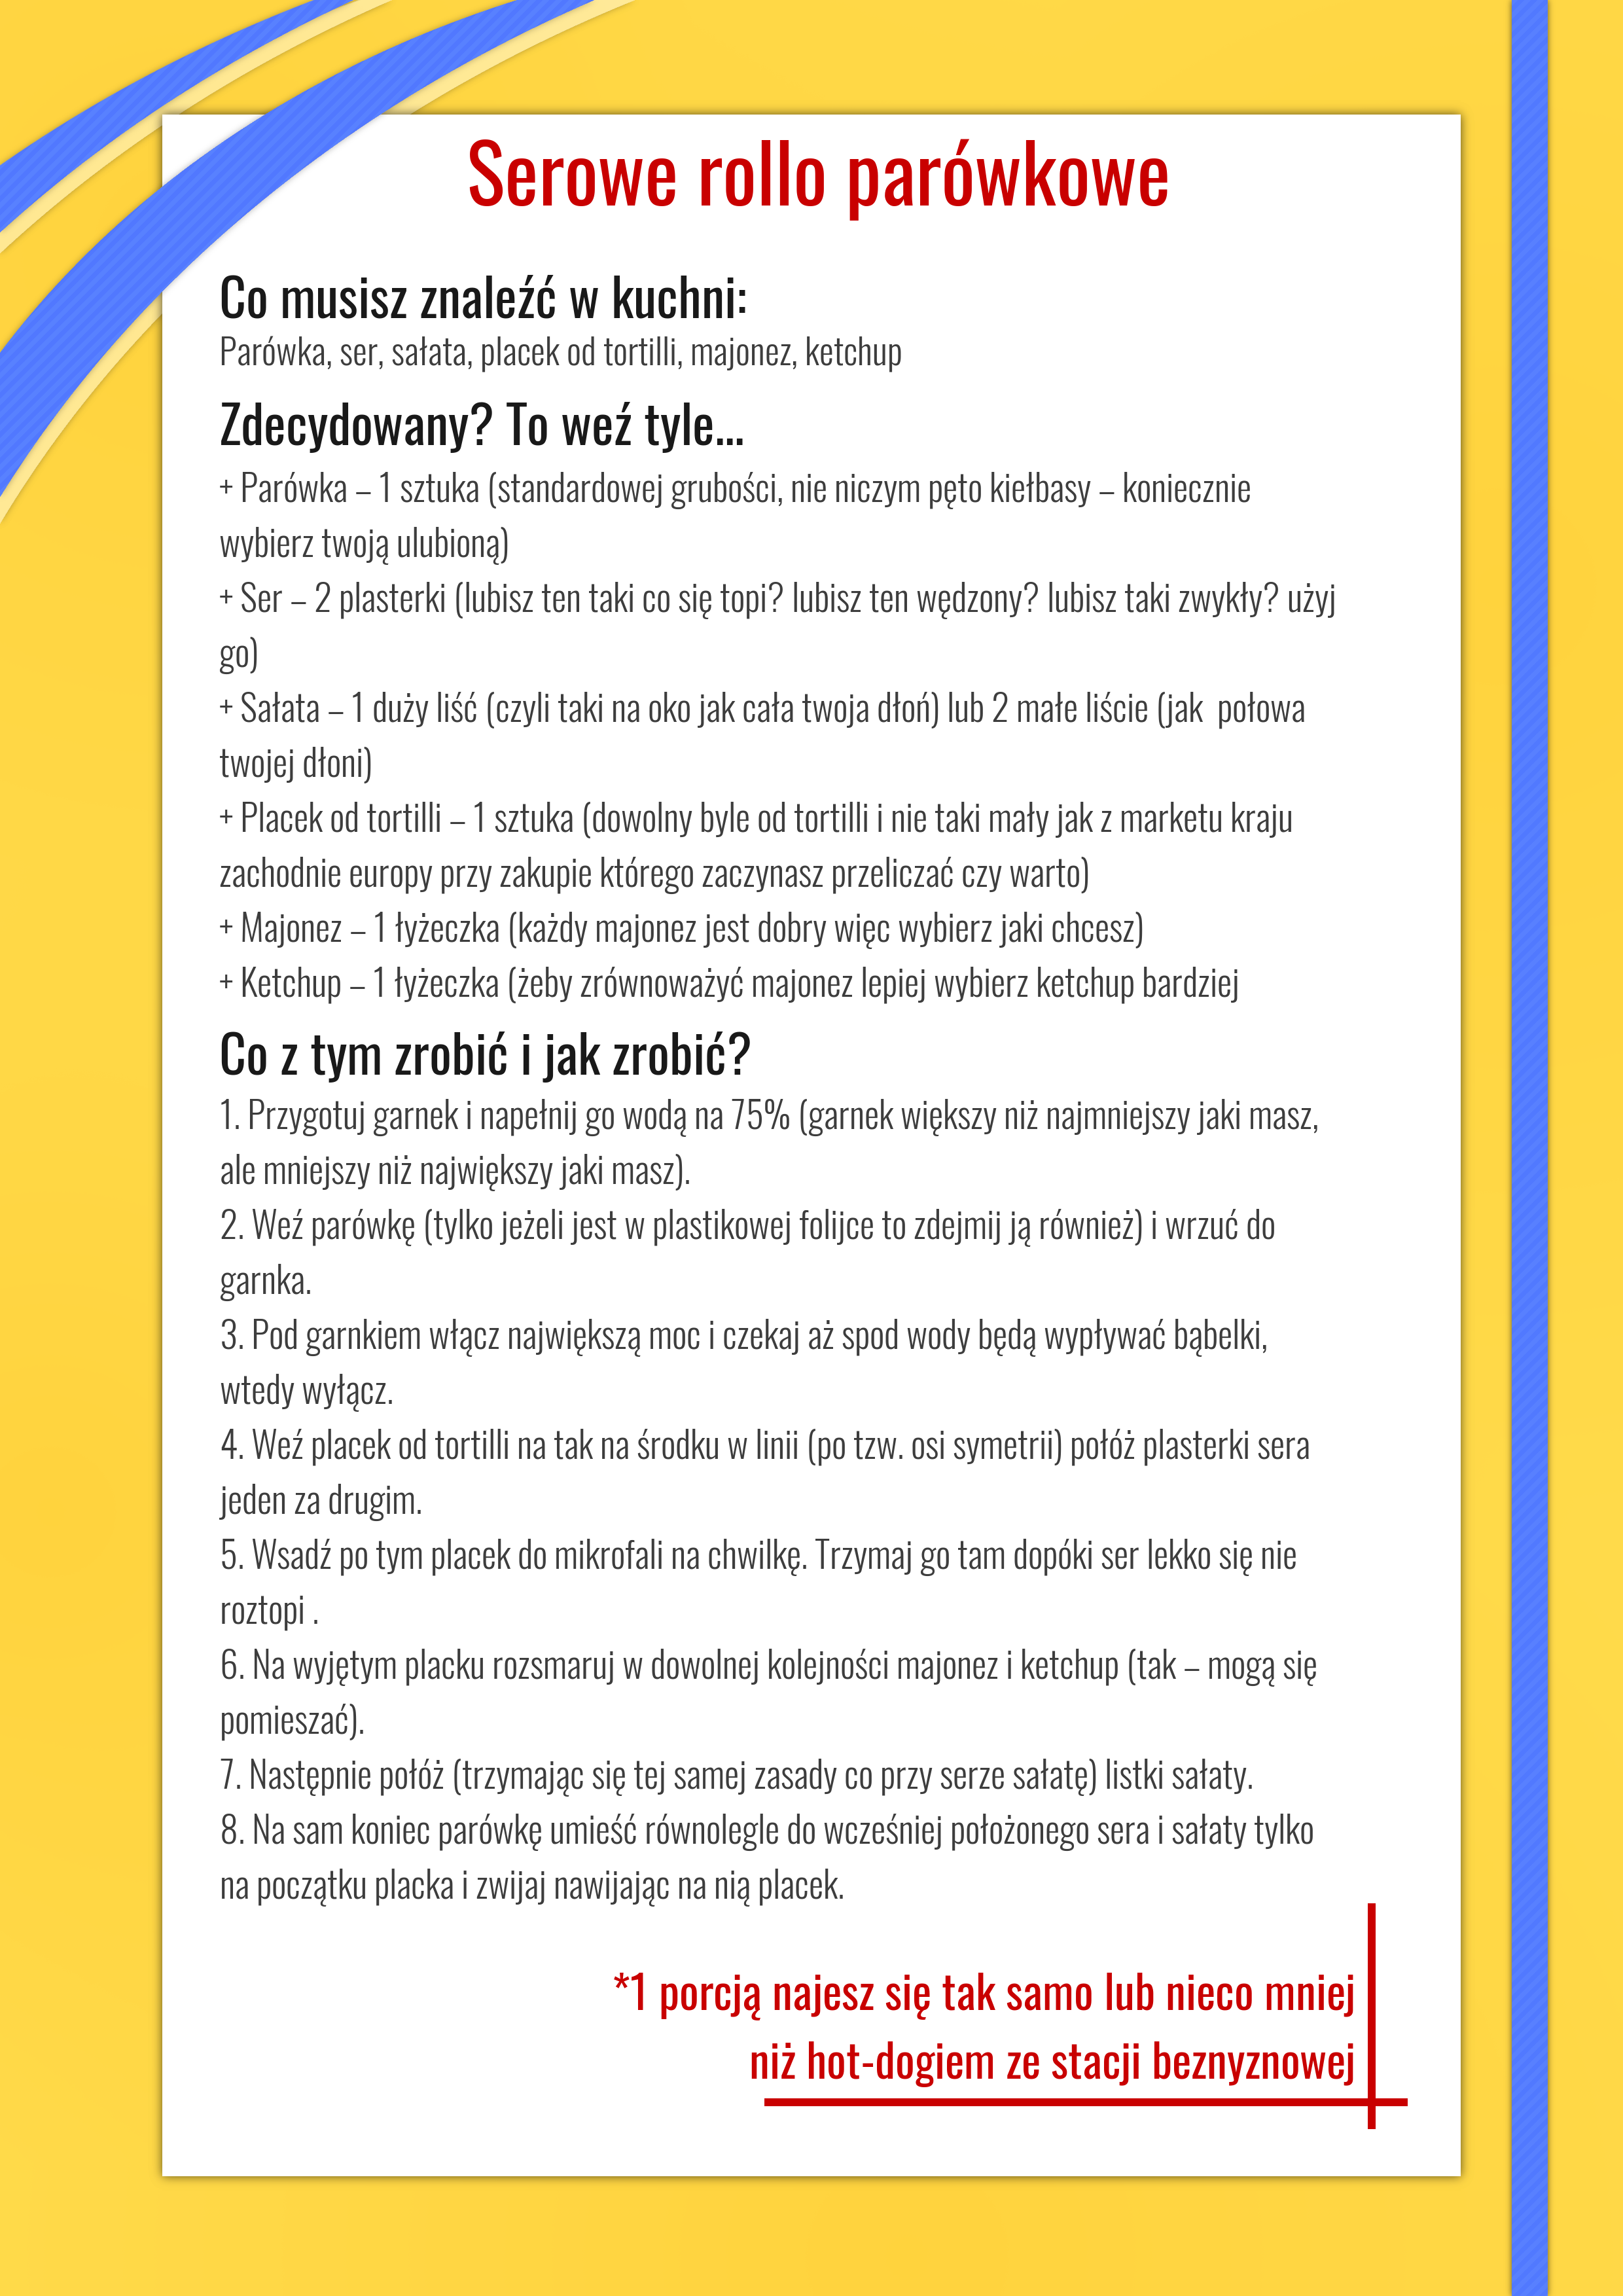 Serowe rollo parówkowe
Co musisz znaleźć w kuchni:
Parówka, ser, sałata, placek od tortilli, majonez, ketchup
Zdecydowany? To weź tyle...
+ Parówka – 1 sztuka (standardowej grubości, nie niczym pęto kiełbasy – koniecznie
wybierz twoją ulubioną)
+ Ser – 2 plasterki (lubisz ten taki co się topi? lubisz ten wędzony? lubisz taki zwykły? użyj
go)
+ Sałata – 1 duży liść (czyli taki na oko jak cała twoja dłoń) lub 2 małe liście (jak  połowa
twojej dłoni)
+ Placek od tortilli – 1 sztuka (dowolny byle od tortilli i nie taki mały jak z marketu kraju
zachodnie europy przy zakupie którego zaczynasz przeliczać czy warto)
+ Majonez – 1 łyżeczka (każdy majonez jest dobry więc wybierz jaki chcesz)
+ Ketchup – 1 łyżeczka (żeby zrównoważyć majonez lepiej wybierz ketchup bardziej
Co z tym zrobić i jak zrobić?
1. Przygotuj garnek i napełnij go wodą na 75% (garnek większy niż najmniejszy jaki masz,
ale mniejszy niż największy jaki masz).
2. Weź parówkę (tylko jeżeli jest w plastikowej folijce to zdejmij ją również) i wrzuć do
garnka.
3. Pod garnkiem włącz największą moc i czekaj aż spod wody będą wypływać bąbelki,
wtedy wyłącz.
4. Weź placek od tortilli na tak na środku w linii (po tzw. osi symetrii) połóż plasterki sera
jeden za drugim.
5. Wsadź po tym placek do mikrofali na chwilkę. Trzymaj go tam dopóki ser lekko się nie
roztopi .
6. Na wyjętym placku rozsmaruj w dowolnej kolejności majonez i ketchup (tak – mogą się
pomieszać).
7. Następnie połóż (trzymając się tej samej zasady co przy serze sałatę) listki sałaty.
8. Na sam koniec parówkę umieść równolegle do wcześniej położonego sera i sałaty tylko
na początku placka i zwijaj nawijając na nią placek.
*1 porcją najesz się tak samo lub nieco mniej
niż hot-dogiem ze stacji beznyznowej